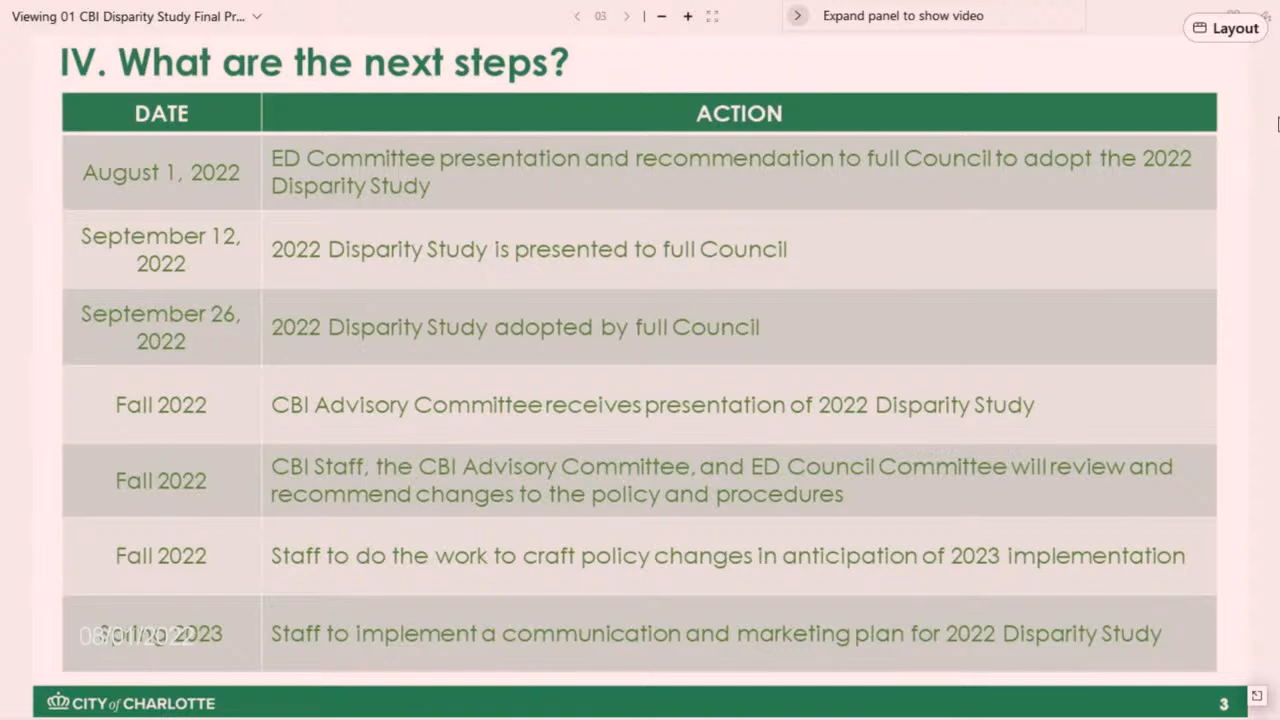 Viewing 01 CBI Disparity Study Final Pr...
03
Expand panel to show video
Layout
IV. What are the next steps?
DATE
ACTION
August 1, 2022
ED Committee presentation and recommendation to full Council to adopt the 2022
Disparity Study
September 12,
2022
2022 Disparity Study is presented to full Council
September 26,
2022
2022 Disparity Study adopted by full Council
Fall 2022
CBI Advisory Committee receives presentation of 2022 Disparity Study
Fall 2022
CBI Staff, the CBI Advisory Committee, and ED Council Committee will review and
recommend changes to the policy and procedures
Fall 2022
Staff to do the work to craft policy changes in anticipation of 2023 implementation
Spring 2023
08/01/2022
Staff to implement a communication and marketing plan for 2022 Disparity Study
CITY of CHARLOTTE
3